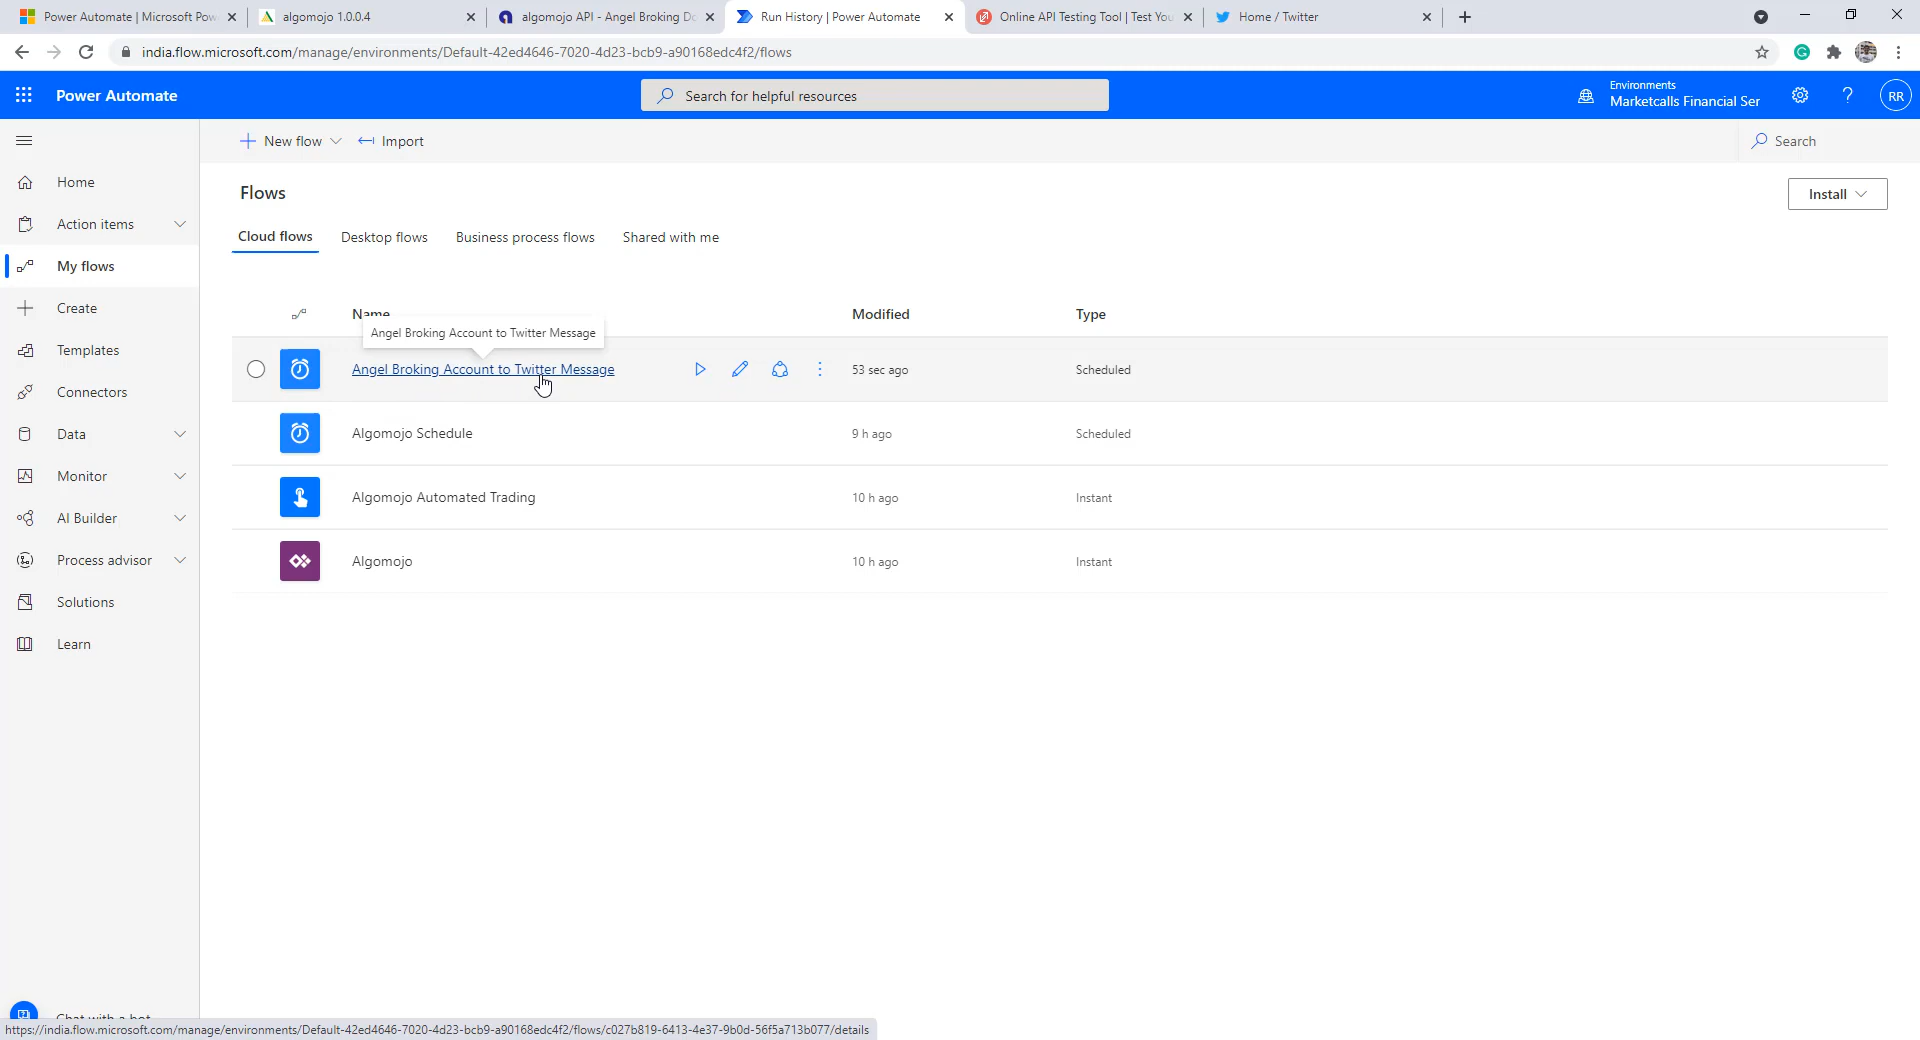 Power Automate | Microsoft Pow
algomojo 1.0.0.4
algomojo API - Angel Broking Do
Run History | Power Automate
Online API Testing Tool | Test You
Home / Twitter
india.flow.microsoft.com/manage/environments/Default-42ed4646-7020-4d23-bcb9-a90168edc4f2/flows
Power Automate
Search for helpful resources
Environments
Marketcalls Financial Ser
RR
New flow
Import
Search
Home
Action items
My flows
Create
Templates
Connectors
Data
Monitor
AI Builder
Process advisor
Solutions
Learn
Flows
Install
Cloud flows
Desktop flows
Business process flows
Shared with me
Name
Modified
Type
Angel Broking Account to Twitter Message
Angel Broking Account to Twitter Message
53 sec ago
Scheduled
Algomojo Schedule
9 h ago
Scheduled
Algomojo Automated Trading
10 h ago
Instant
Algomojo
10 h ago
Instant
Chat with a bot
https://india.flow.microsoft.com/manage/environments/Default-42ed4646-7020-4d23-bcb9-a90168edc4f2/flows/c027b819-6413-4e37-9b0d-56f5a713b077/details